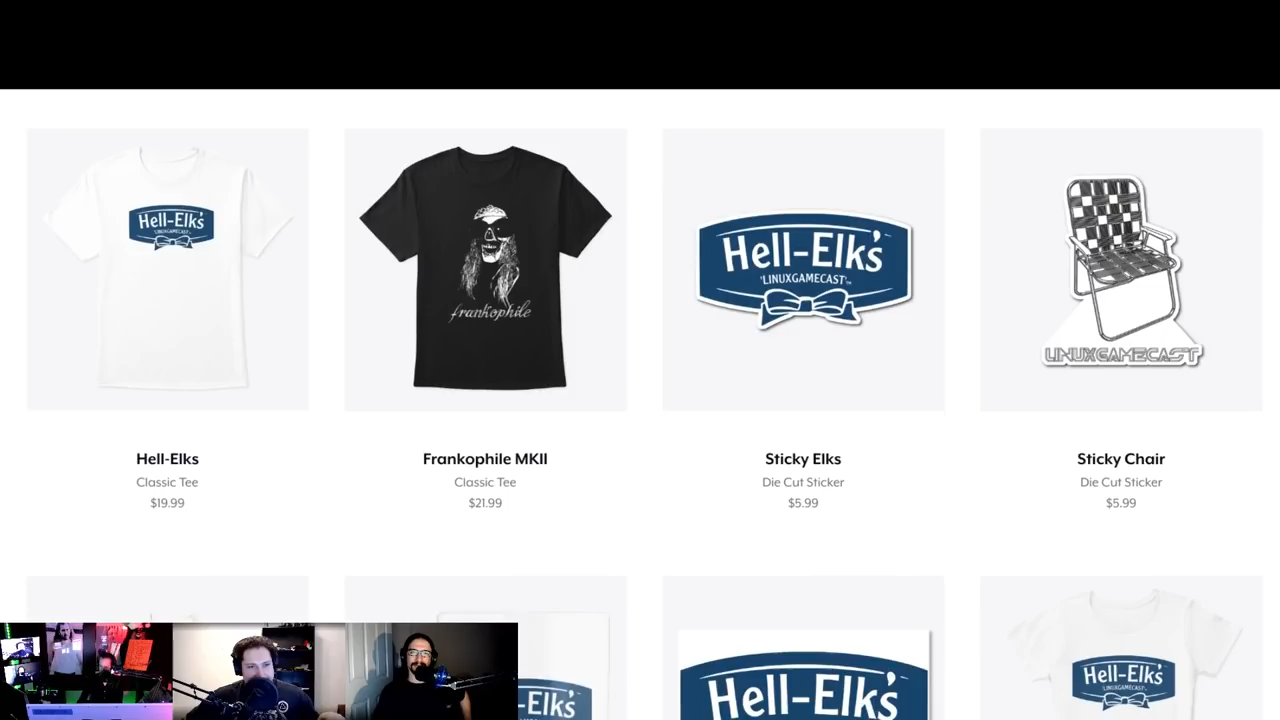 Hell-Elk's
LINUXGAMECAST
frankophile
Hell-Elk's
'LINUXGAMECAST'
LINUXGAMECAST
Hell-Elks
Classic Tee
$19.99
Frankophile MKII
Classic Tee
$21.99
Sticky Elks
Die Cut Sticker
$5.99
Sticky Chair
Die Cut Sticker
$5.99
Hell-Elk's
Hell-Elk's
LINUXGAMECAST